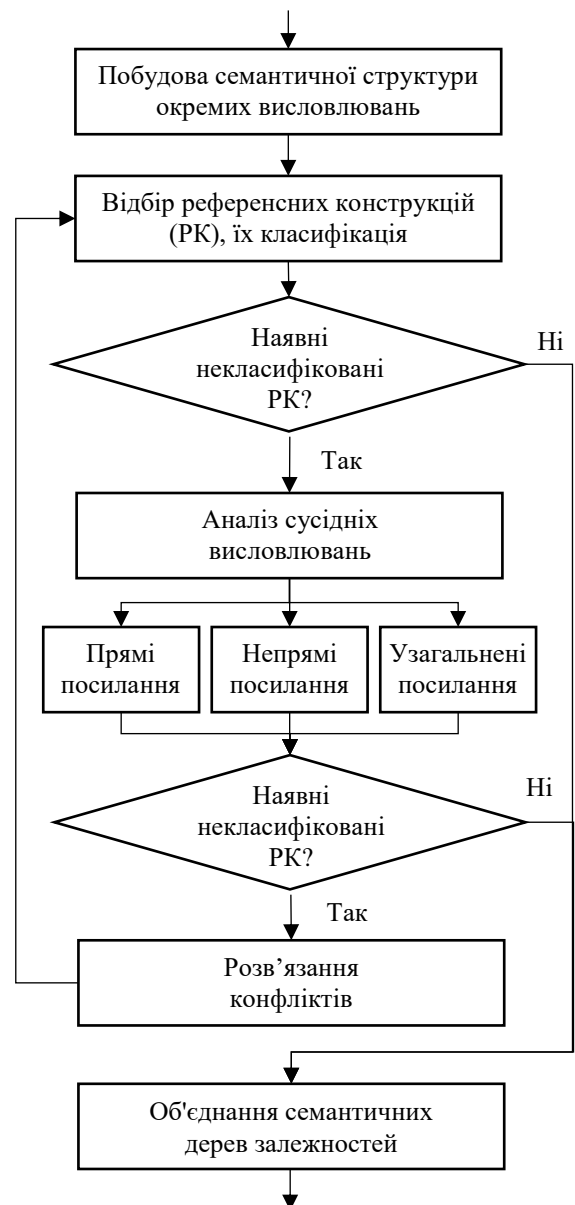 Побудова семантичної структури
окремих висловлювань
Відбір референсних конструкцій
(РК), їх класифікація
Наявні
некласифіковані
РК?
Ні
Так
Аналіз сусідніх
висловлювань
Прямі
посилання
Непрямі
посилання
Узагальнені
посилання
Наявні
некласифіковані
РК?
Ні
Так
Розв’язання
конфліктів
Об'єднання семантичних
дерев залежностей